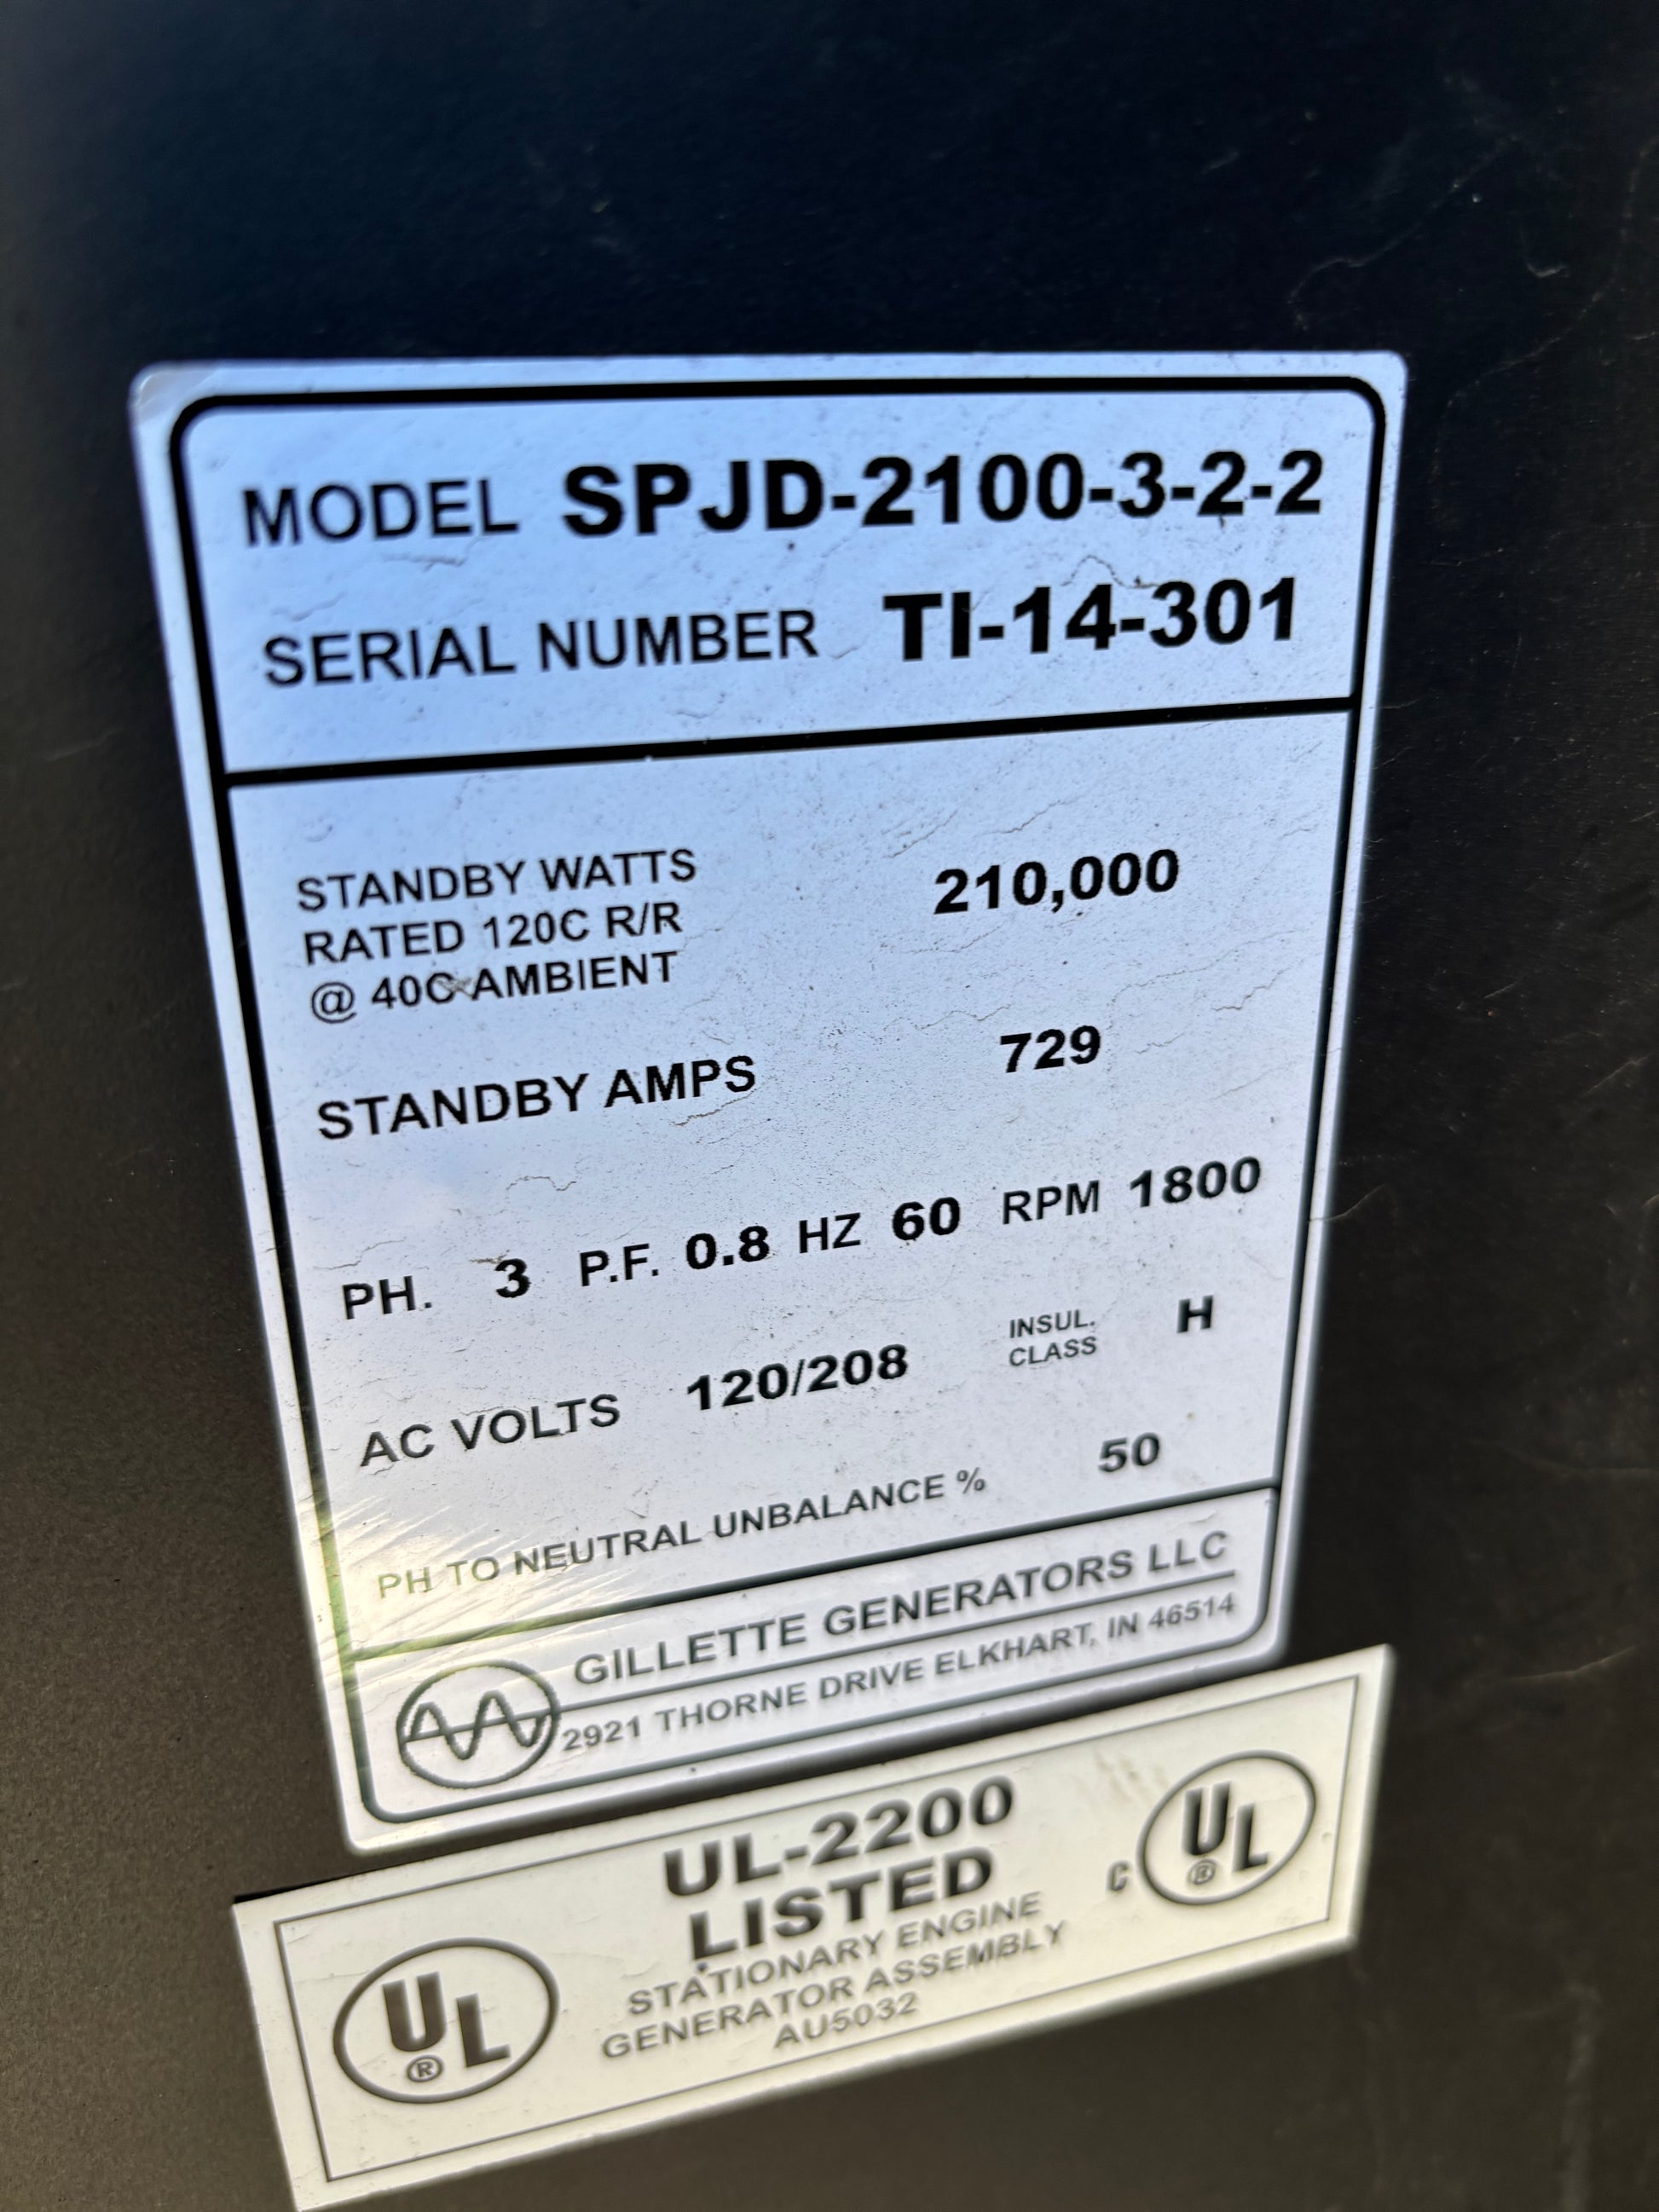 MODEL SPJD-2100-3-2-2
SERIAL NUMBER TI-14-301
STANDBY WATTS
RATED 120C R/R
@ 40C AMBIENT
210,000
STANDBY AMPS 729
PH. 3 P.F. 0.8 HZ 60 RPM 1800
AC VOLTS 120/208
INSUL.
CLASS
H
PH TO NEUTRAL UNBALANCE % 50
GILLETTE GENERATORS LLC
2921 THORNE DRIVE ELKHART, IN 46514
UL-2200
LISTED
STATIONARY ENGINE
GENERATOR ASSEMBLY
AU5032
UL ®
C UL ®